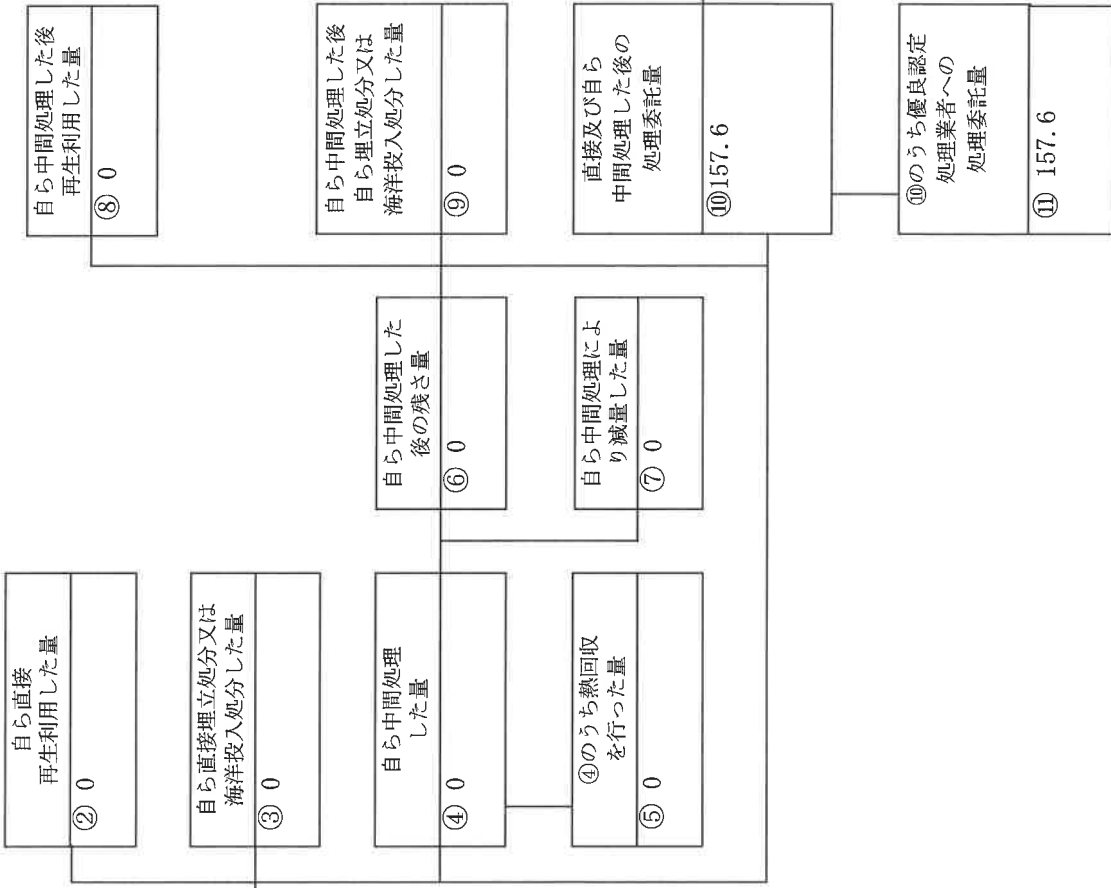 自ら直接
再生利用した量
② 0
自ら直接埋立処分又は
海洋投入処分した量
③ 0
自ら中間処理
した量
④ 0
④のうち熱回収
を行った量
⑤ 0
自ら中間処理した
後の残さ量
⑥ 0
自ら中間処理によ
り減量した量
⑦ 0
自ら中間処理した後
再生利用した量
⑧ 0
自ら中間処理した後
自ら埋立処分又は
海洋投入処分した量
⑨ 0
直接及び自ら
中間処理した後の
処理委託量
⑩157.6
⑩のうち優良認定
処理業者への
処理委託量
⑪ 157.6